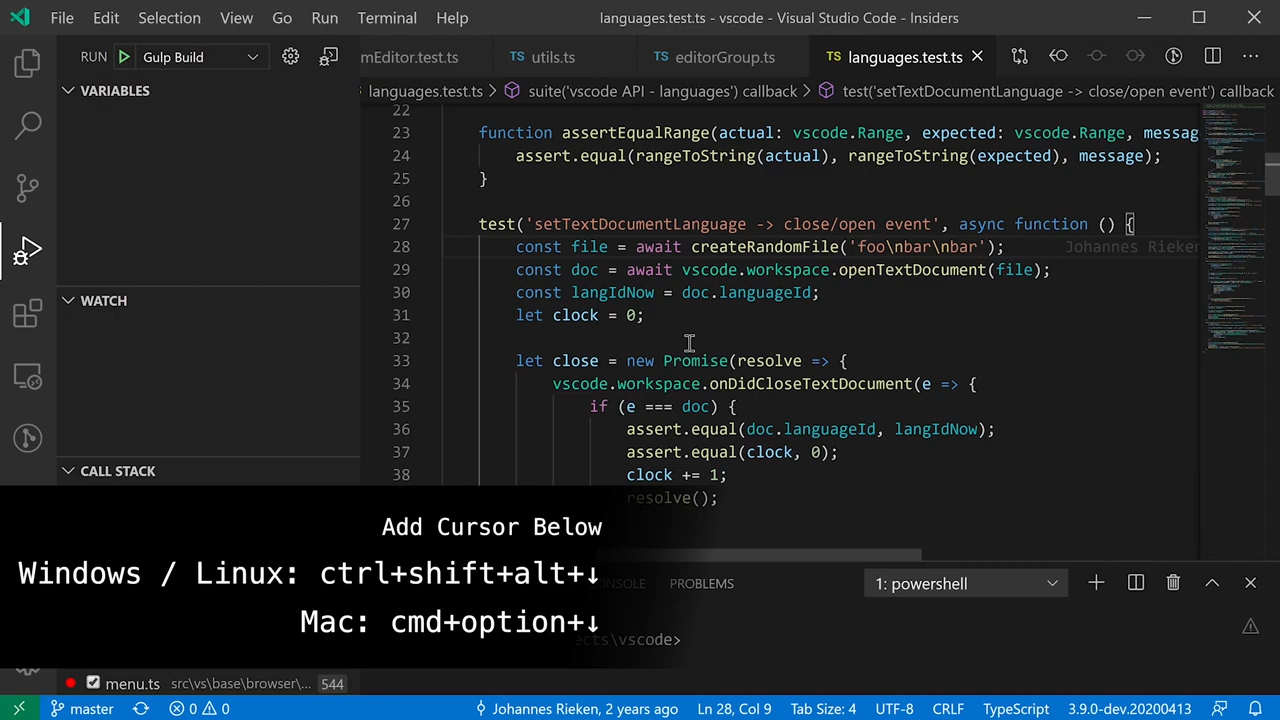 File Edit Selection View Go Run Terminal Help
languages.test.ts - vscode - Visual Studio Code - Insiders
RUN Gulp Build
mEditor.test.ts TS utils.ts TS editorGroup.ts TS languages.test.ts
languages.test.ts > suite('vscode API - languages') callback > test('setTextDocumentLanguage -> close/open event') callback
VARIABLES
WATCH
CALL STACK
22
23 function assertEqualRange(actual: vscode.Range, expected: vscode.Range, messag
24 assert.equal(rangeToString(actual), rangeToString(expected), message);
25 }
26
27 test('setTextDocumentLanguage -> close/open event', async function () {
28 const file = await createRandomFile('foo\nbar\nbar'); Johannes Rieken
29 const doc = await vscode.workspace.openTextDocument(file);
30 const langIdNow = doc.languageId;
31 let clock = 0;
32
33 let close = new Promise(resolve => {
34 vscode.workspace.onDidCloseTextDocument(e => {
35 if (e === doc) {
36 assert.equal(doc.languageId, langIdNow);
37 assert.equal(clock, 0);
38 clock += 1;
resolve();
Add Cursor Below
Windows / Linux: ctrl+shift+alt+↓
Mac: cmd+option+↓
NSOLE PROBLEMS 1: powershell
ects\vscode>
menu.ts src\vs\base\browser\... 544
master 0 0 Johannes Rieken, 2 years ago Ln 28, Col 9 Tab Size: 4 UTF-8 CRLF TypeScript 3.9.0-dev.20200413